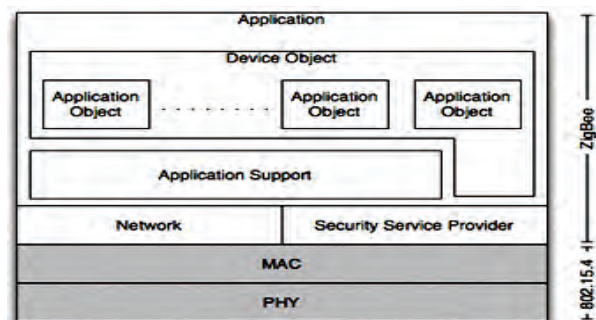 Application
Device Object
Application
Object
Application
Object
Application
Object
Application Support
Network
Security Service Provider
MAC
PHY
ZigBee
802.15.4